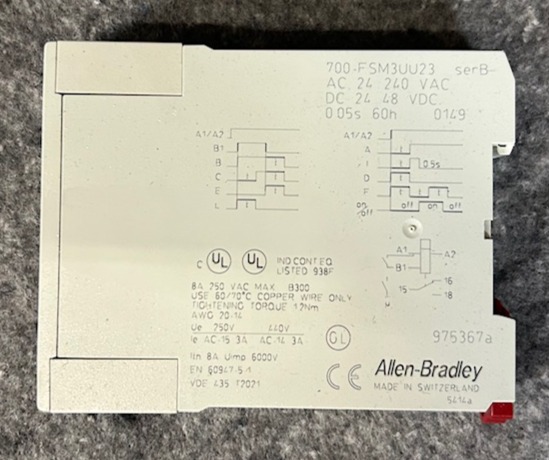 700-FSM3UU23 serB
AC 24 240 VAC
DC 24 48 VDC
0.05s 60h 0149
A1/A2
B1
B
C
E
L
A1/A2
A
I 0.5s
D
F
on off on off
off
A1 A2
B1
16
15
18
C UL UL IND.CONT.EQ.
LISTED 938F
8A 250 VAC MAX. B300
USE 60/70°C COPPER WIRE ONLY
TIGHTENING TORQUE 1.2Nm
AWG 20-14
Ue 250V 440V
Ie AC-15 3A AC-14 3A
Ith 8A Uimp 6000V
EN 60947-5-1
VDE 435 T2021
GL
975367a
CE Allen-Bradley
MADE IN SWITZERLAND
5414a